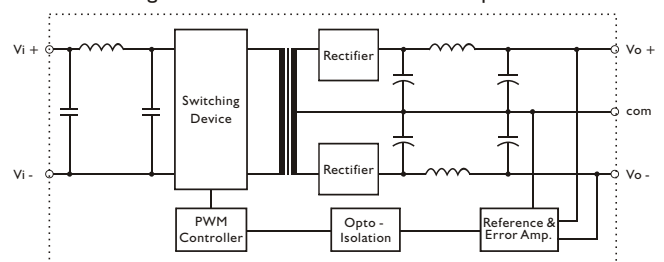 Vi +
Switching
Device
Rectifier
Vo +
com
Vi -
Rectifier
Vo -
PWM
Controller
Opto -
Isolation
Reference &
Error Amp.